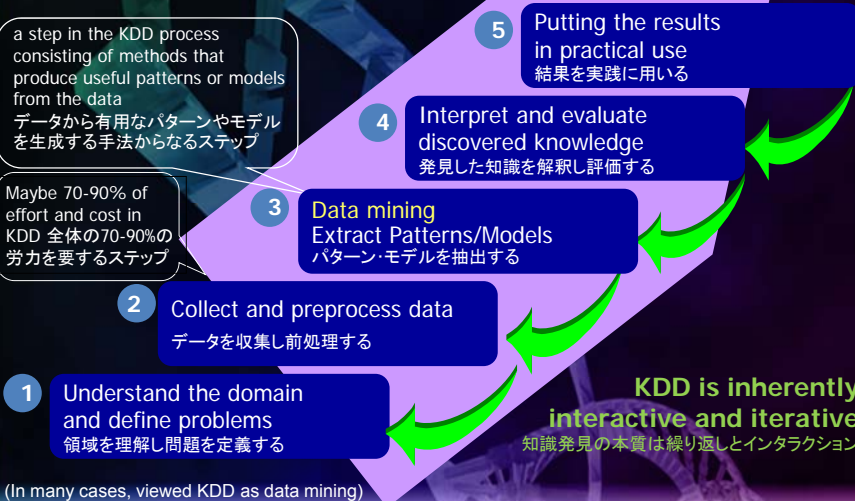 a step in the KDD process
consisting of methods that
produce useful patterns or models
from the data
データから有用なパターンやモデル
を生成する手法からなるステップ
Maybe 70-90% of
effort and cost in
KDD 全体の70-90%の
労力を要するステップ
5
Putting the results
in practical use
結果を実践に用いる
4
Interpret and evaluate
discovered knowledge
発見した知識を解釈し評価する
3
Data mining
Extract Patterns/Models
パターン・モデルを抽出する
2
Collect and preprocess data
データを収集し前処理する
1
Understand the domain
and define problems
領域を理解し問題を定義する
KDD is inherently
interactive and iterative
知識発見の本質は繰り返しとインタラクション
(In many cases, viewed KDD as data mining)